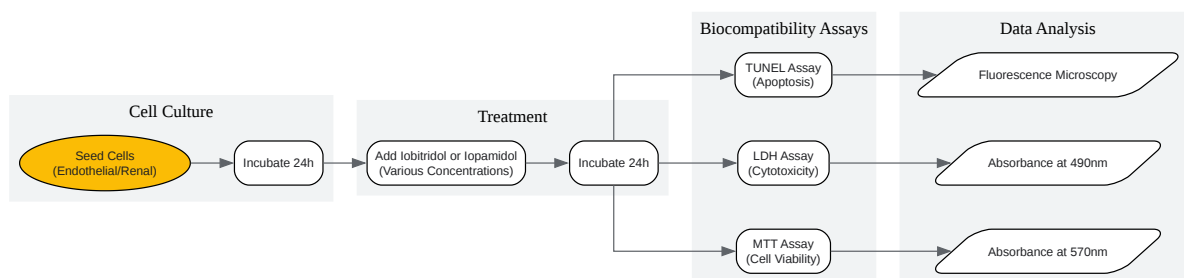 Cell Culture
Seed Cells
(Endothelial/Renal)
Incubate 24h
Treatment
Add Iobitridol or Iopamidol
(Various Concentrations)
Incubate 24h
Biocompatibility Assays
TUNEL Assay
(Apoptosis)
LDH Assay
(Cytotoxicity)
MTT Assay
(Cell Viability)
Data Analysis
Fluorescence Microscopy
Absorbance at 490nm
Absorbance at 570nm